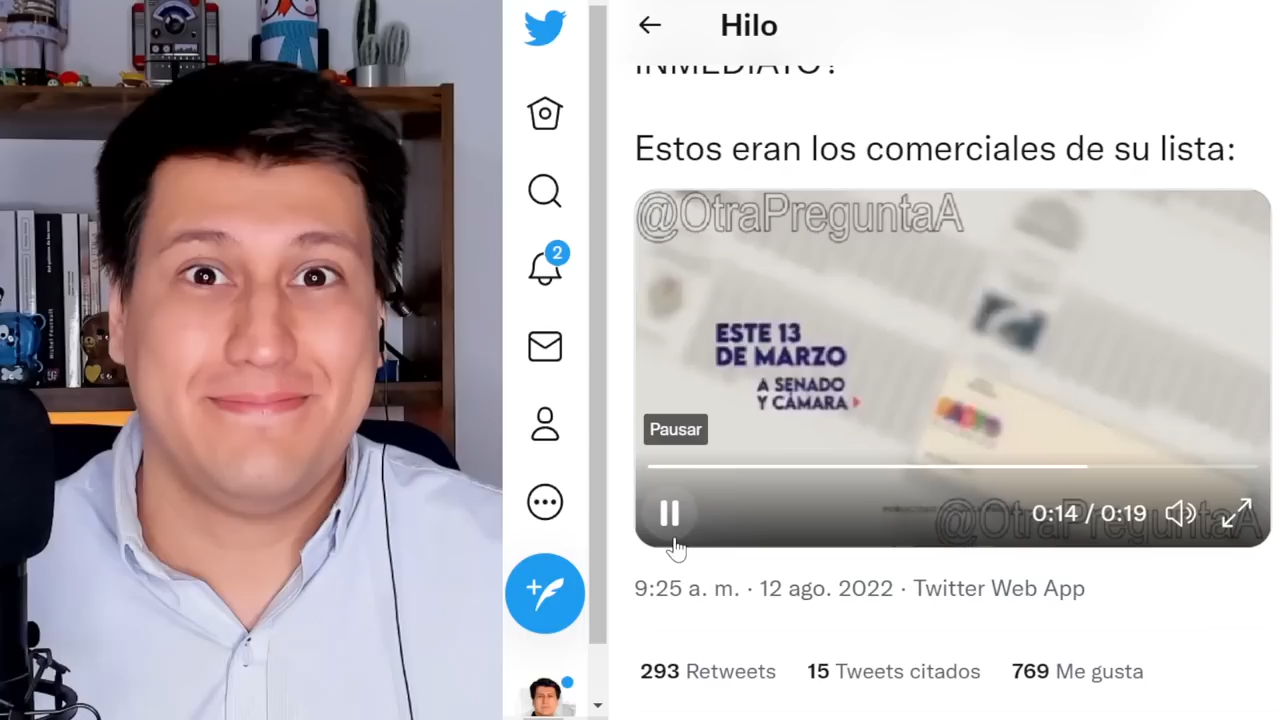 2
Hilo
INMEDIATO?
Estos eran los comerciales de su lista:
@OtraPreguntaA
ESTE 13
DE MARZO
A SENADO
Y CÁMARA
Pausar
0:14 / 0:19
@OtraPreguntaA
9:25 a. m. · 12 ago. 2022 · Twitter Web App
293 Retweets 15 Tweets citados 769 Me gusta